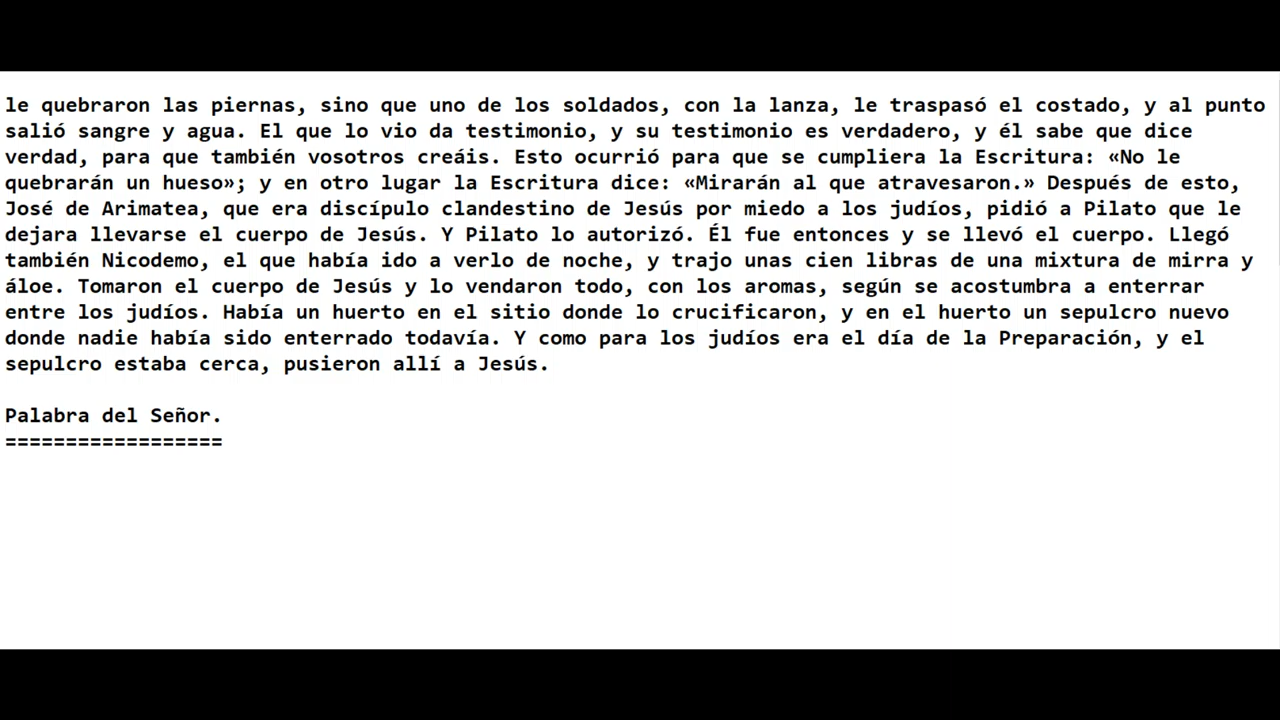 le quebraron las piernas, sino que uno de los soldados, con la lanza, le traspasó el costado, y al punto
salió sangre y agua. El que lo vio da testimonio, y su testimonio es verdadero, y él sabe que dice
verdad, para que también vosotros creáis. Esto ocurrió para que se cumpliera la Escritura: «No le
quebrarán un hueso»; y en otro lugar la Escritura dice: «Mirarán al que atravesaron.» Después de esto,
José de Arimatea, que era discípulo clandestino de Jesús por miedo a los judíos, pidió a Pilato que le
dejara llevarse el cuerpo de Jesús. Y Pilato lo autorizó. Él fue entonces y se llevó el cuerpo. Llegó
también Nicodemo, el que había ido a verlo de noche, y trajo unas cien libras de una mixtura de mirra y
áloe. Tomaron el cuerpo de Jesús y lo vendaron todo, con los aromas, según se acostumbra a enterrar
entre los judíos. Había un huerto en el sitio donde lo crucificaron, y en el huerto un sepulcro nuevo
donde nadie había sido enterrado todavía. Y como para los judíos era el día de la Preparación, y el
sepulcro estaba cerca, pusieron allí a Jesús.
Palabra del Señor.
==================